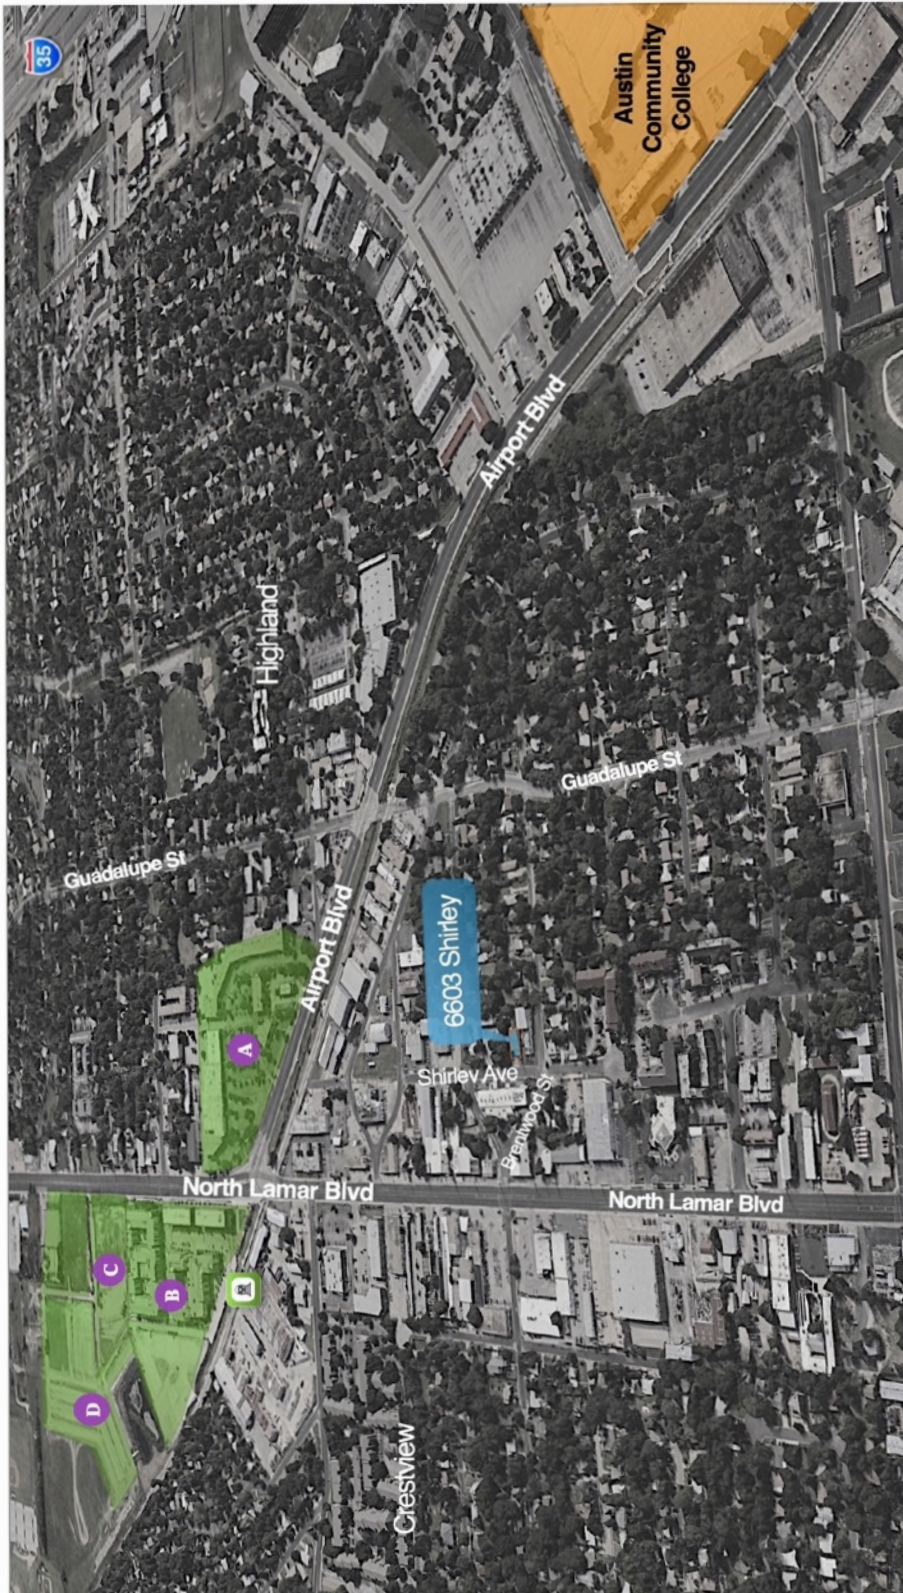 35
Austin
Community
College
Airport Blvd
Highland
Guadalupe St
Guadalupe St
Airport Blvd
6603 Shirley
A
Shirley Ave
Brentwood St
North Lamar Blvd
North Lamar Blvd
C
B
D
Crestview